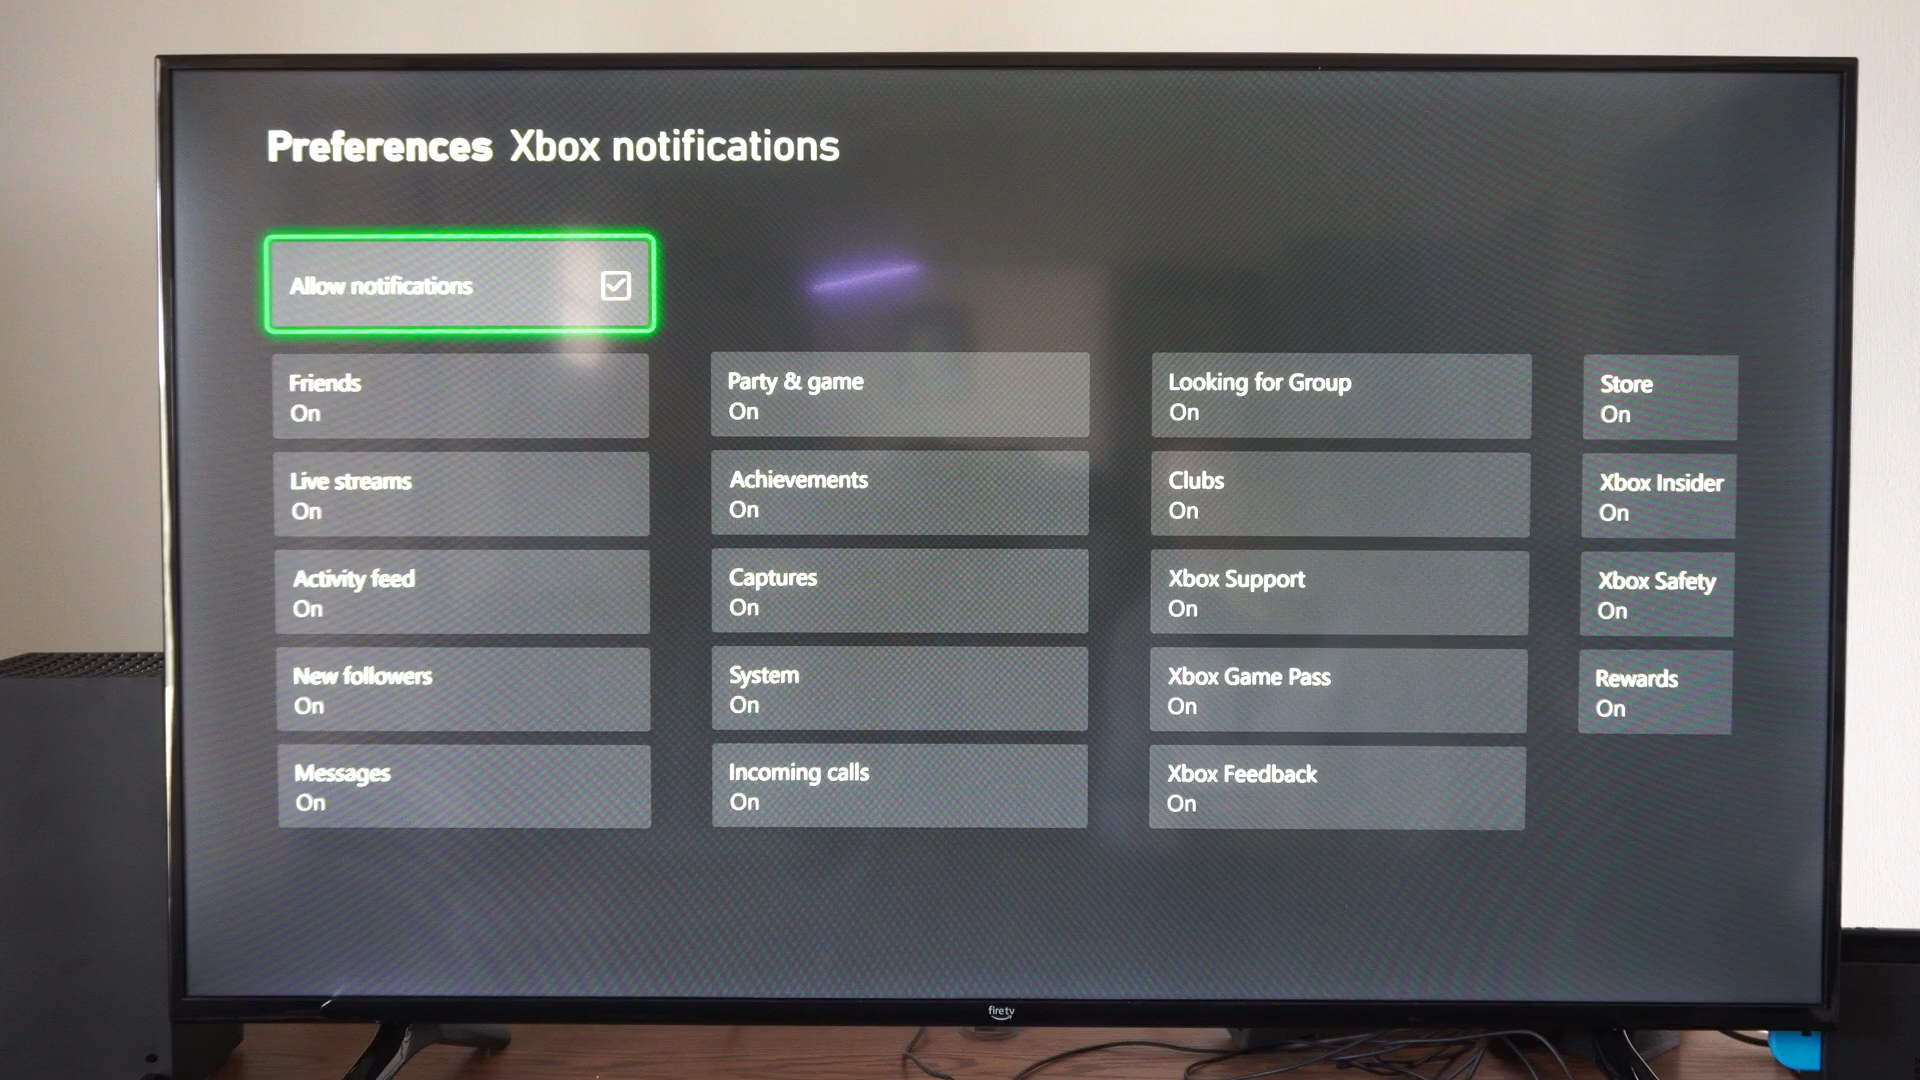 Preferences Xbox notifications
Allow notifications
Friends
On
Live streams
On
Activity feed
On
New followers
On
Messages
On
Party & game
On
Achievements
On
Captures
On
System
On
Incoming calls
On
Looking for Group
On
Clubs
On
Xbox Support
On
Xbox Game Pass
On
Xbox Feedback
On
Store
On
Xbox Insider
On
Xbox Safety
On
Rewards
On
firetv